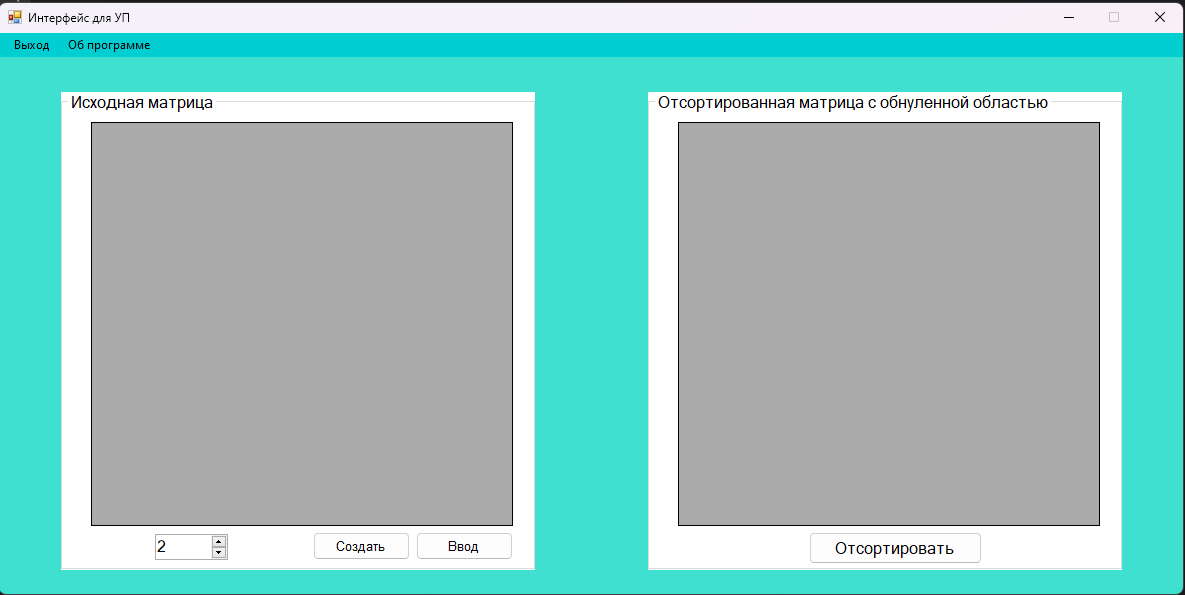 Интерфейс для УП
Выход Об программе
Исходная матрица
Отсортированная матрица с обнуленной областью
2 Создать Ввод
Отсортировать